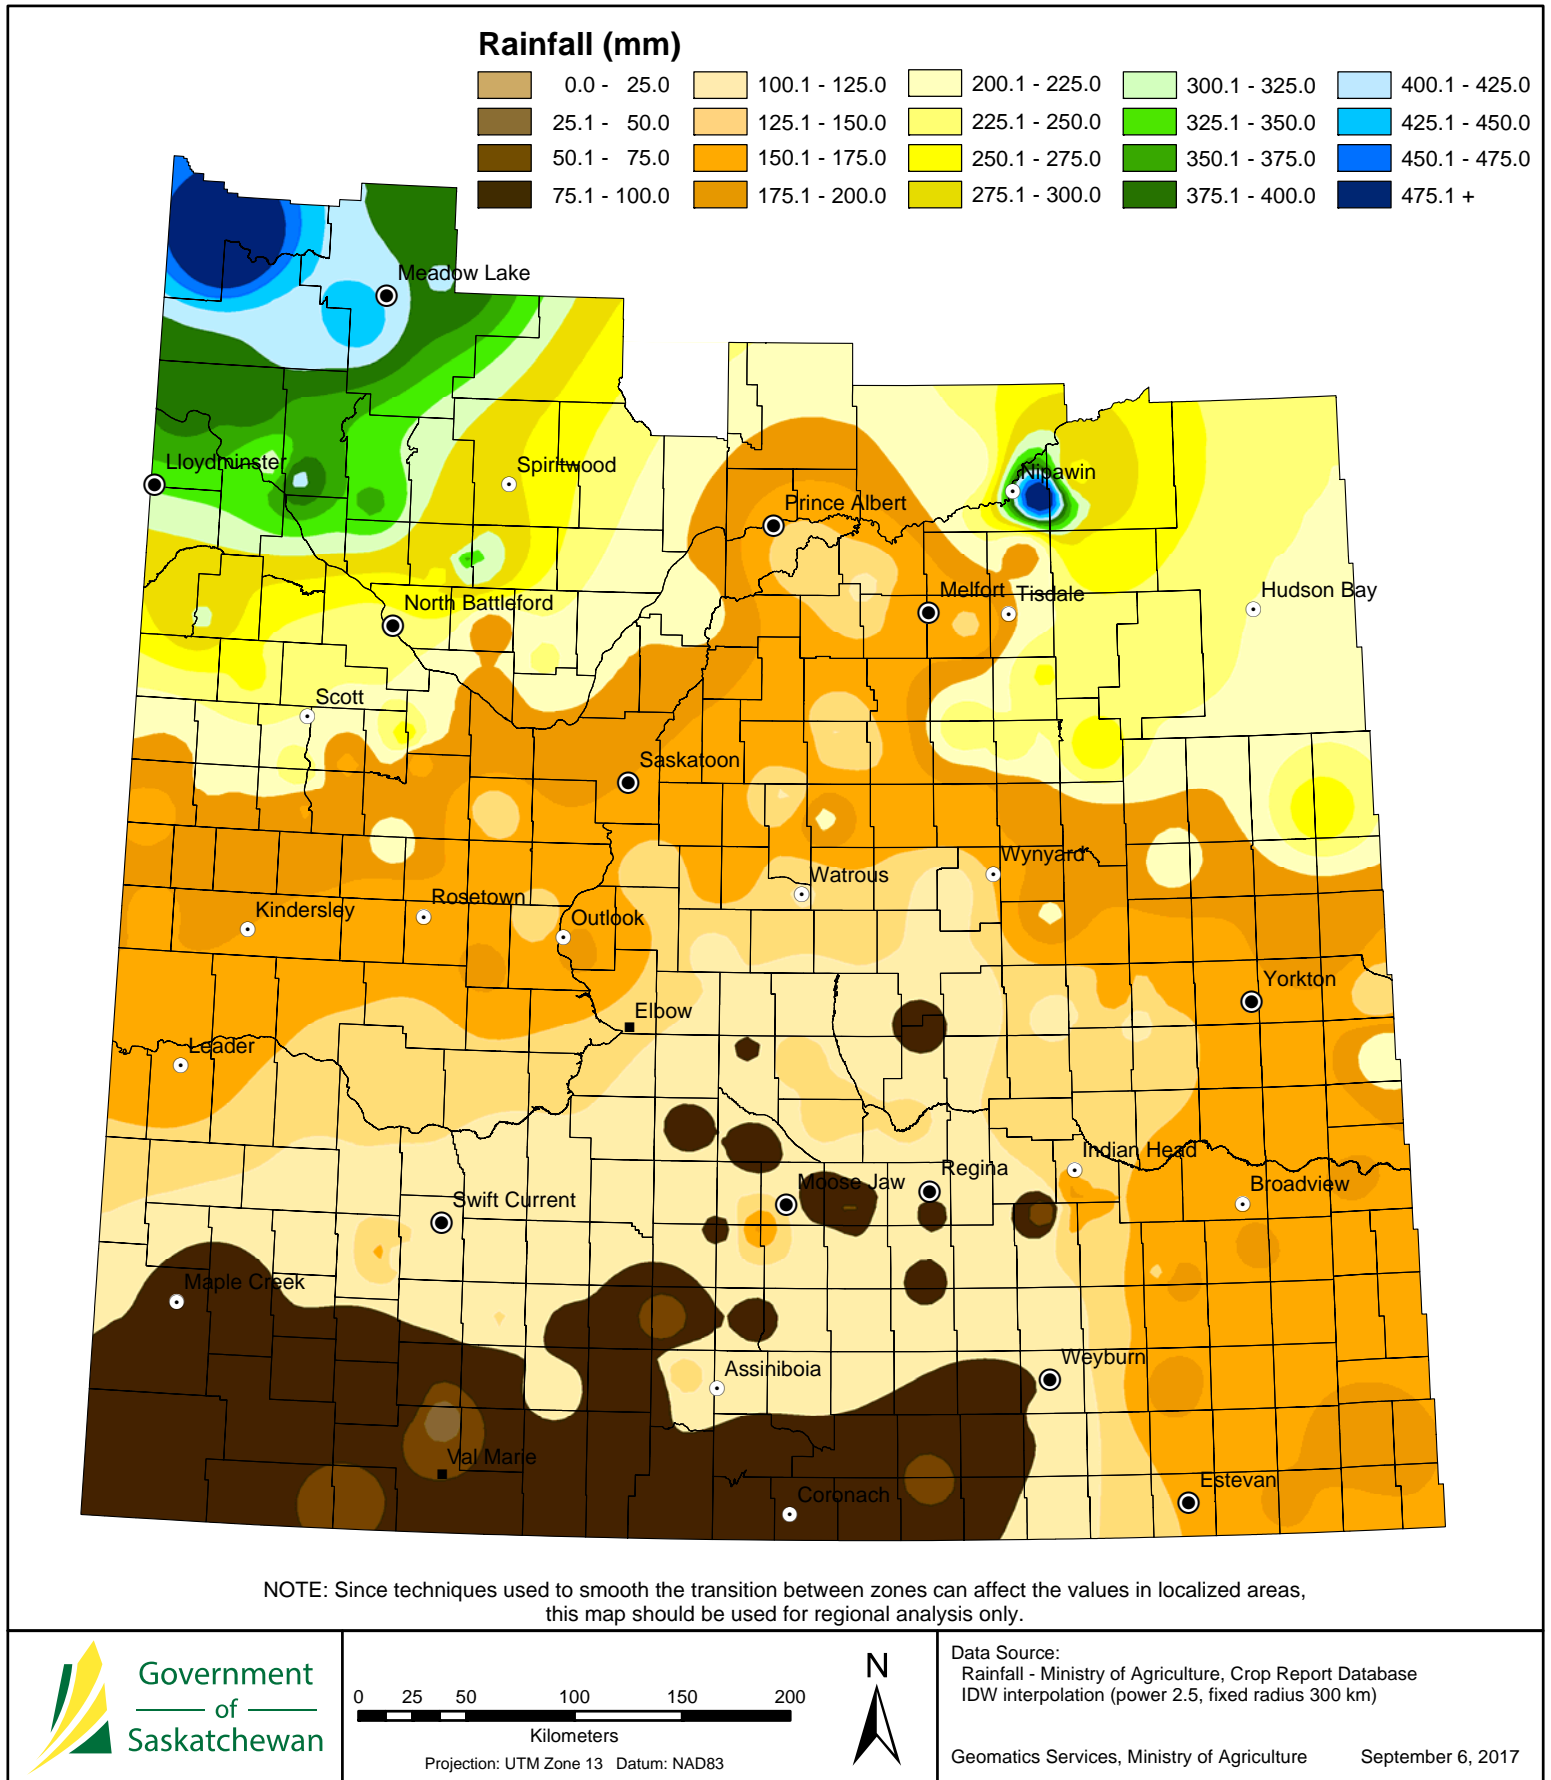 Rainfall (mm)
0.0 - 25.0
25.1 - 50.0
50.1 - 75.0
75.1 - 100.0
100.1 - 125.0
125.1 - 150.0
150.1 - 175.0
175.1 - 200.0
200.1 - 225.0
225.1 - 250.0
250.1 - 275.0
275.1 - 300.0
300.1 - 325.0
325.1 - 350.0
350.1 - 375.0
375.1 - 400.0
400.1 - 425.0
425.1 - 450.0
450.1 - 475.0
475.1 +
Meadow Lake
Lloydminster
Spiritwood
Nipawin
Prince Albert
North Battleford
Melfort
Tisdale
Hudson Bay
Scott
Saskatoon
Wynyard
Watrous
Rosetown
Kindersley
Outlook
Yorkton
Elbow
Leader
Indian Head
Regina
Moose Jaw
Broadview
Swift Current
Maple Creek
Weyburn
Assiniboia
Val Marie
Coronach
Estevan
NOTE: Since techniques used to smooth the transition between zones can affect the values in localized areas,
this map should be used for regional analysis only.
Government
of
Saskatchewan
0 25 50 100 150 200
Kilometers
Projection: UTM Zone 13 Datum: NAD83
N
Data Source:
Rainfall - Ministry of Agriculture, Crop Report Database
IDW interpolation (power 2.5, fixed radius 300 km)
Geomatics Services, Ministry of Agriculture September 6, 2017